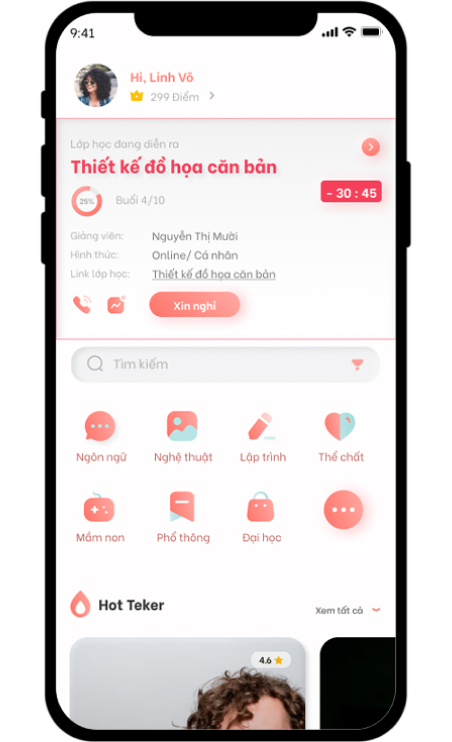 9:41
Hi, Linh Võ
299 Điểm
Lớp học đang diễn ra
Thiết kế đồ họa căn bản
- 30 : 45
25%
Buổi 4/10
Giảng viên: Nguyễn Thị Mười
Hình thức: Online/ Cá nhân
Link lớp học: Thiết kế đồ họa căn bản
Xin nghỉ
Tìm kiếm
Ngôn ngữ Nghệ thuật Lập trình Thể chất
Mầm non Phổ thông Đại học
Hot Teker Xem tất cả
4.6